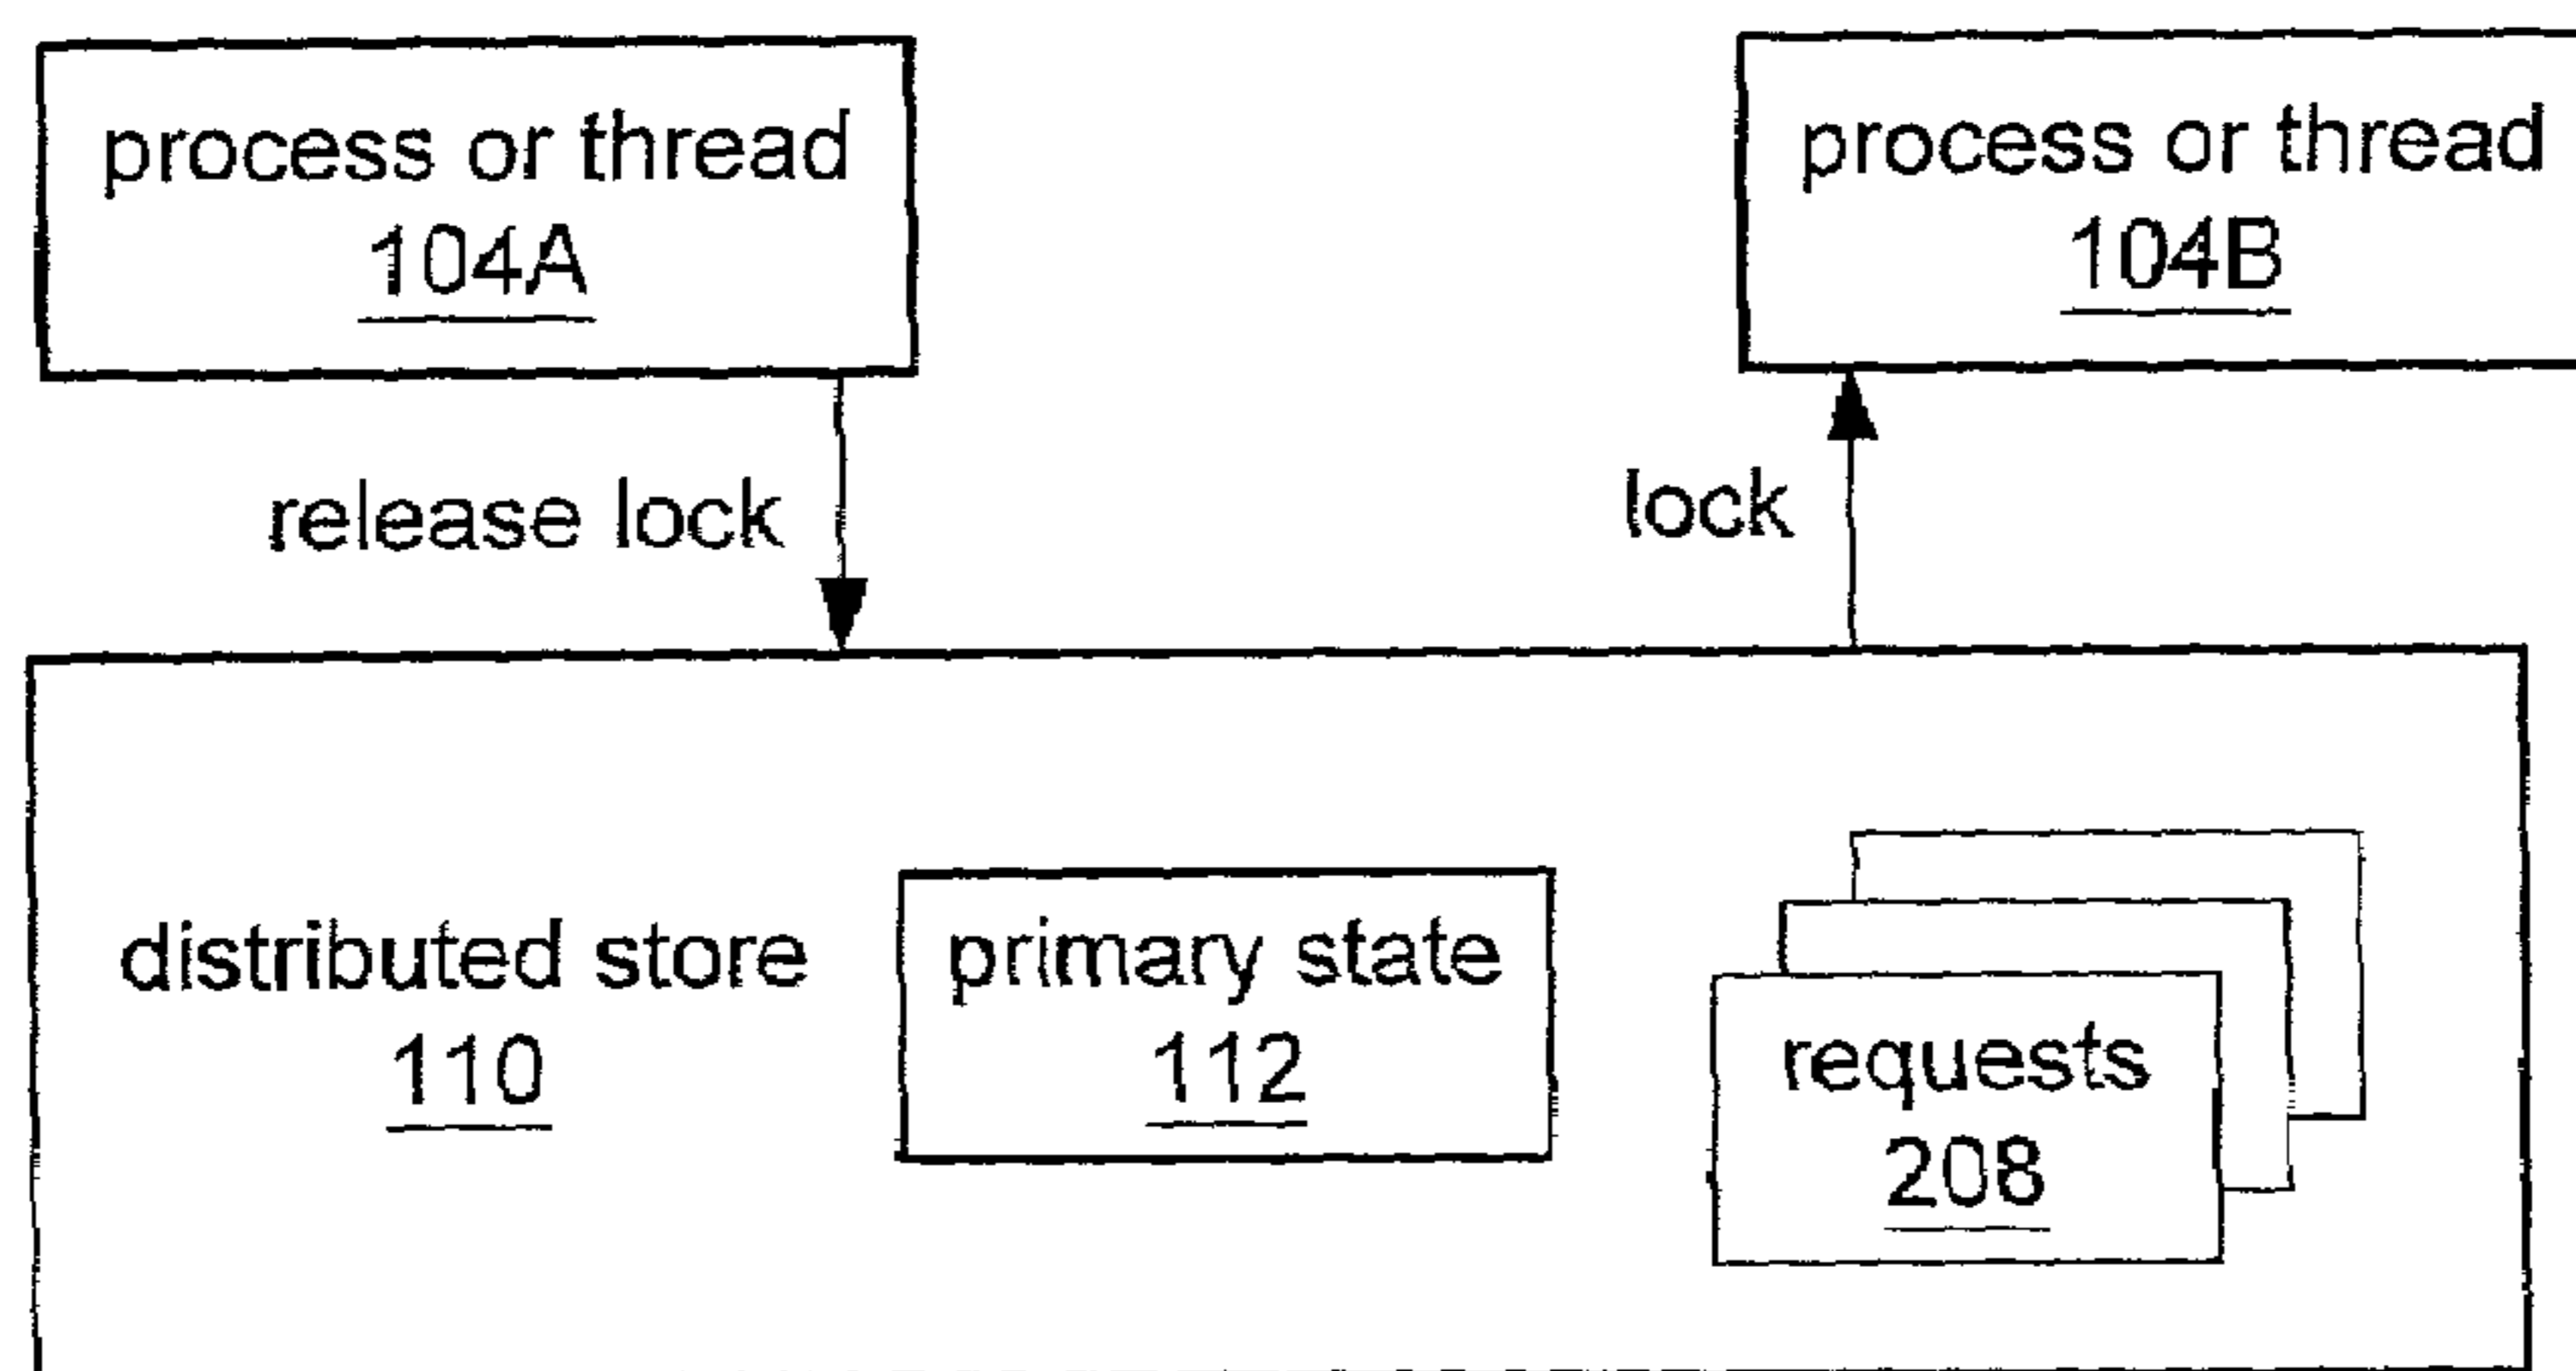 process or thread
104A
process or thread
104B
release lock
lock
distributed store
110
primary state
112
requests
208